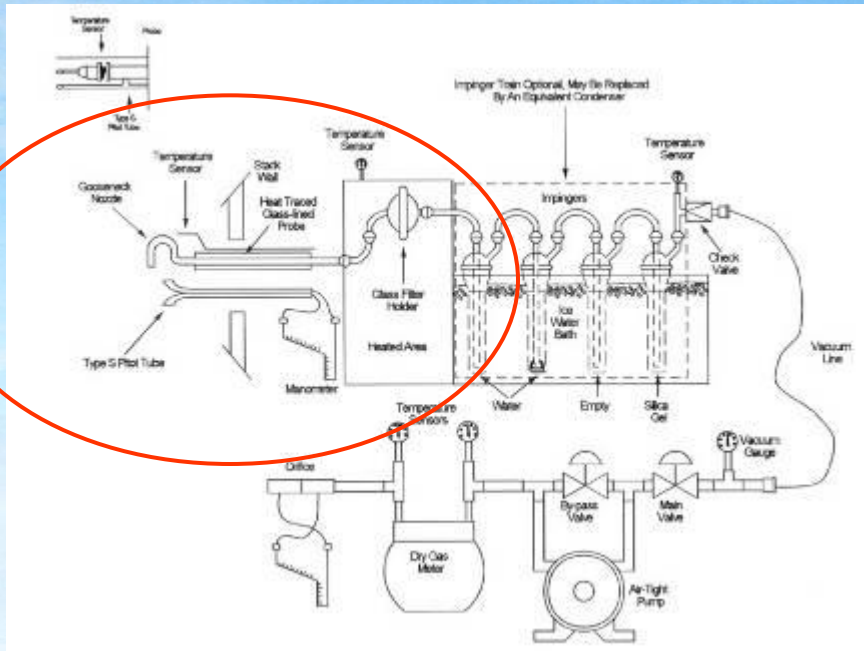 Temperature
Sensor
Probe
Type S
Pitot Tube
Impinger Train Optional, May Be Replaced
By An Equivalent Condenser
Temperature
Sensor
Temperature
Sensor
Temperature
Sensor
Stack
Wall
Gooseneck
Nozzle
Heat Traced
Glass-lined
Probe
Impingers
Check
Valve
Glass Filter
Holder
Ice
Water
Bath
Heated Area
Type S Pitot Tube
Manometer
Vacuum
Line
Water
Empty
Silica
Gel
Temperature
Sensors
Vacuum
Gauge
Orifice
By-pass
Valve
Main
Valve
Dry Gas
Meter
Air-Tight
Pump